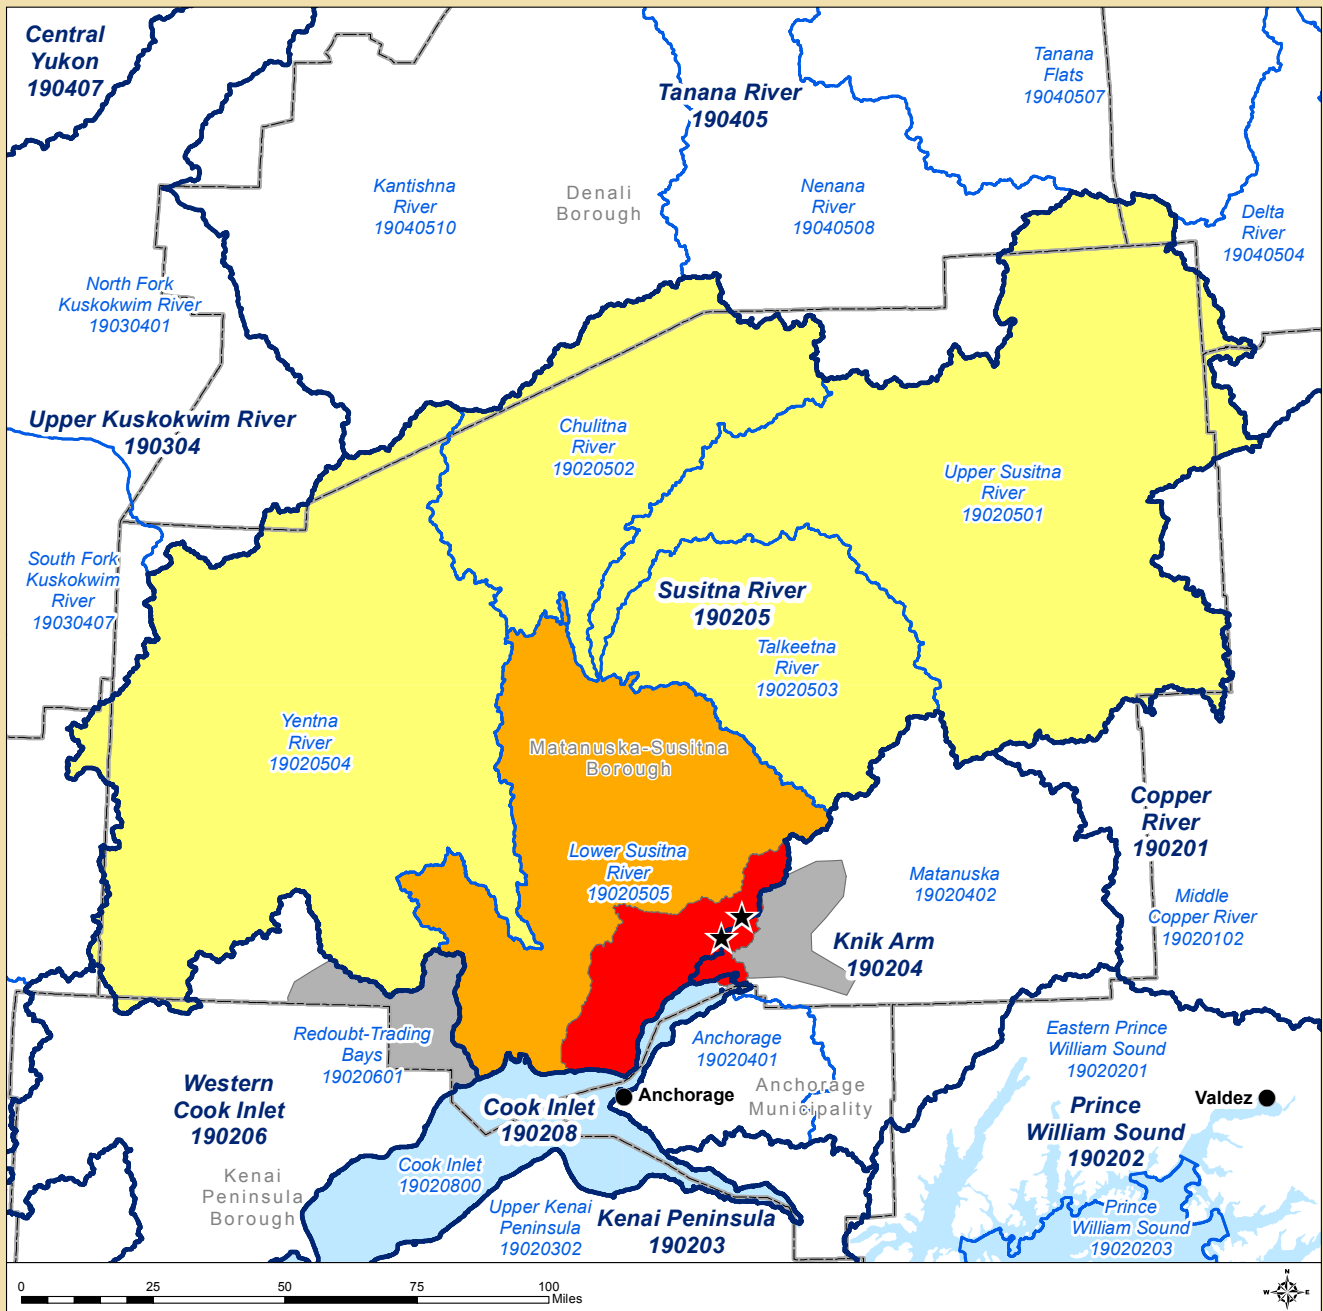 Central
Yukon
190407
Tanana River
190405
Tanana
Flats
19040507
Kantishna
River
19040510
Denali
Borough
Nenana
River
19040508
Delta
River
19040504
North Fork
Kuskokwim River
19030401
Upper Kuskokwim River
190304
Chulitna
River
19020502
Upper Susitna
River
19020501
South Fork
Kuskokwim
River
19030407
Susitna River
190205
Talkeetna
River
19020503
Yentna
River
19020504
Matanuska-Susitna
Borough
Copper
River
190201
Lower Susitna
River
19020505
Matanuska
19020402
Middle
Copper River
19020102
Knik Arm
190204
Redoubt-Trading
Bays
19020601
Anchorage
19020401
Eastern Prince
William Sound
19020201
Western
Cook Inlet
190206
Anchorage
Municipality
Anchorage
Valdez
Cook Inlet
190208
Prince
William Sound
190202
Kenai
Peninsula
Borough
Cook Inlet
19020800
Upper Kenai
Peninsula
19020302
Kenai Peninsula
190203
Prince
William Sound
19020203
0 25 50 75 100
Miles
N
W E
S